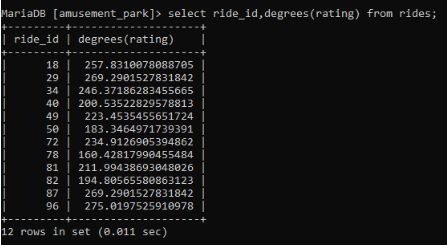 MariaDB [amusement_park]> select ride_id,degrees(rating) from rides;
+---------+-------------------+
| ride_id | degrees(rating)   |
+---------+-------------------+
|      18 |  257.8310078088705 |
|      29 |  269.2901527831842 |
|      34 | 246.37186283455665 |
|      40 | 200.53522829578813 |
|      49 |  223.4535455651724 |
|      50 |  183.3464971739391 |
|      72 |  234.9126905394862 |
|      78 | 160.42817990455484 |
|      81 | 211.99438693048026 |
|      82 | 194.80565580863123 |
|      87 |  269.2901527831842 |
|      96 |  275.0197525910978 |
+---------+-------------------+
12 rows in set (0.011 sec)